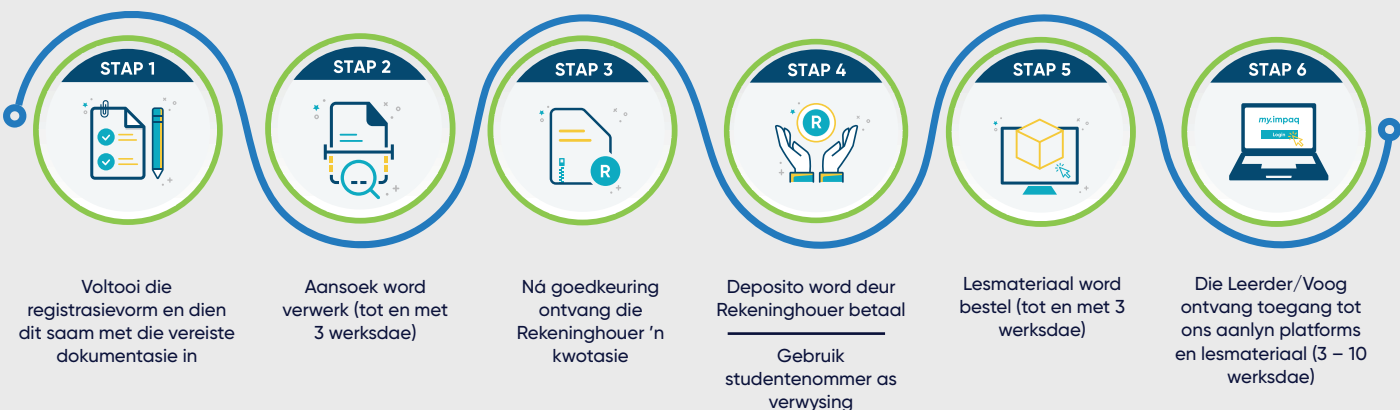 STAP 1
Voltooi die
registrasievorm en dien
dit saam met die vereiste
dokumentasie in
STAP 2
Aansoek word
verwerk (tot en met
3 werksdae)
STAP 3
R
Ná goedkeuring
ontvang die
Rekeninghouer 'n
kwotasie
STAP 4
R
Deposito word deur
Rekeninghouer betaal
Gebruik
studentenommer as
verwysing
STAP 5
Lesmateriaal word
bestel (tot en met 3
werksdae)
STAP 6
my.impaq
Login
Die Leerder/Voog
ontvang toegang tot
ons aanlyn platforms
en lesmateriaal (3 – 10
werksdae)